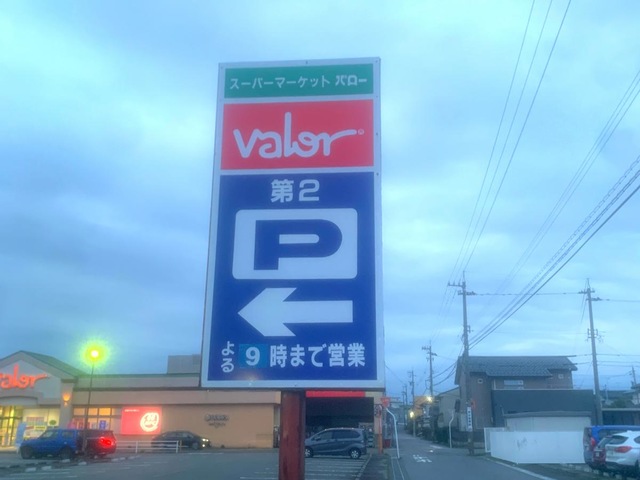 スーパーマーケット バロー
valor®
第2
P
よる9時まで営業
valor